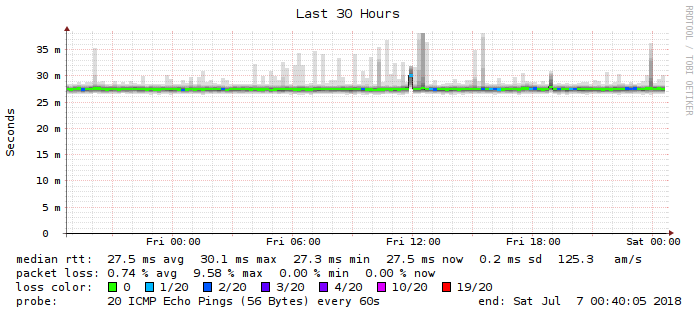 Last 30 Hours
RRDTOOL / TOBI OETIKER
Seconds
35 m
30 m
25 m
20 m
15 m
10 m
5 m
0
Fri 00:00 Fri 06:00 Fri 12:00 Fri 18:00 Sat 00:00
median rtt: 27.5 ms avg 30.1 ms max 27.3 ms min 27.5 ms now 0.2 ms sd 125.3 am/s
packet loss: 0.74 % avg 9.58 % max 0.00 % min 0.00 % now
loss color: 0 1/20 2/20 3/20 4/20 10/20 19/20
probe: 20 ICMP Echo Pings (56 Bytes) every 60s end: Sat Jul 7 00:40:05 2018